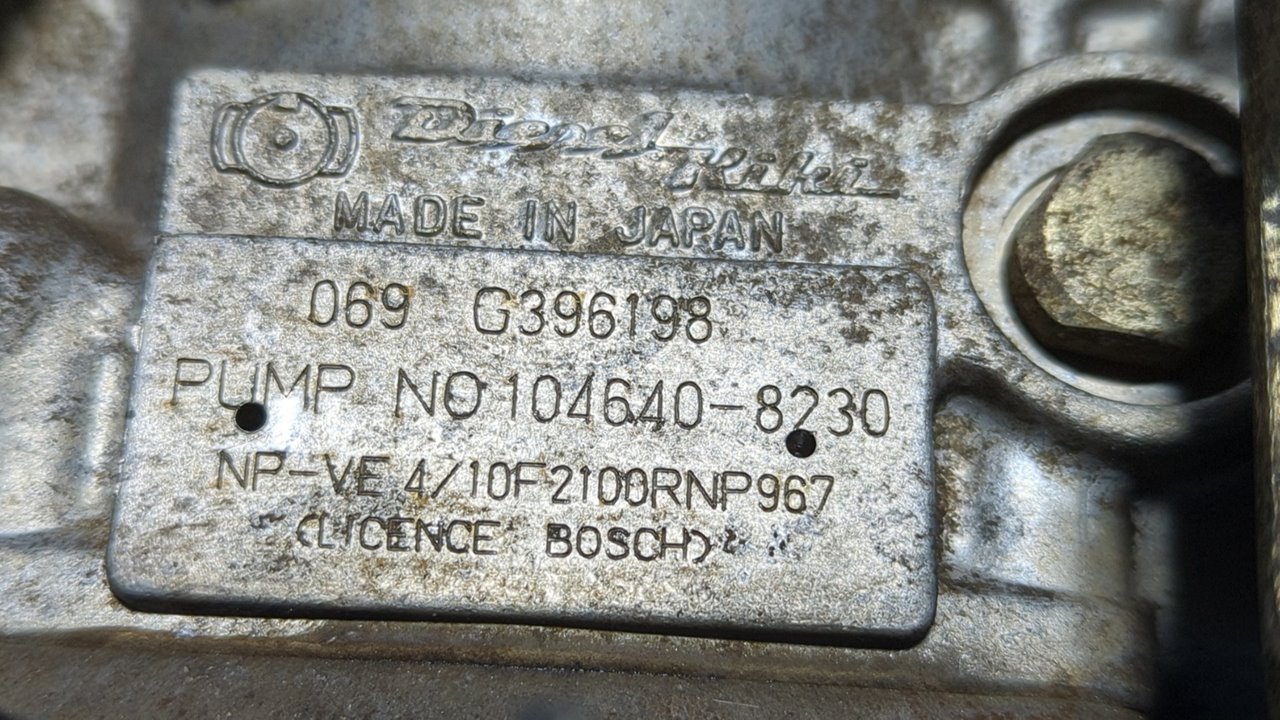 Diesel
Kiki
MADE IN JAPAN
069 G396198
PUMP NO 104640-8230
NP-VE 4/10F2100RNP967
(LICENCE BOSCH)